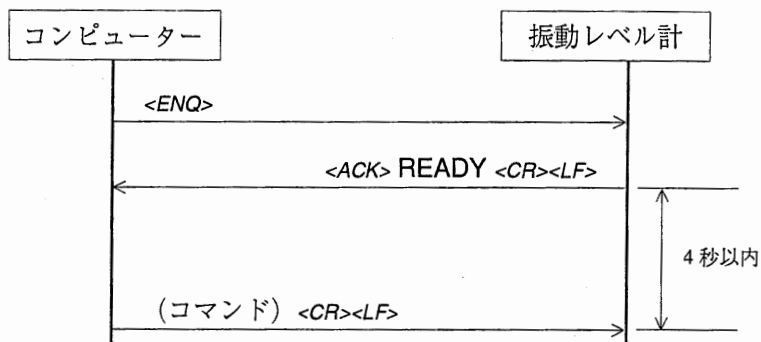 コンピューター
振動レベル計
<ENQ>
<ACK> READY <CR><LF>
4秒以内
(コマンド) <CR><LF>